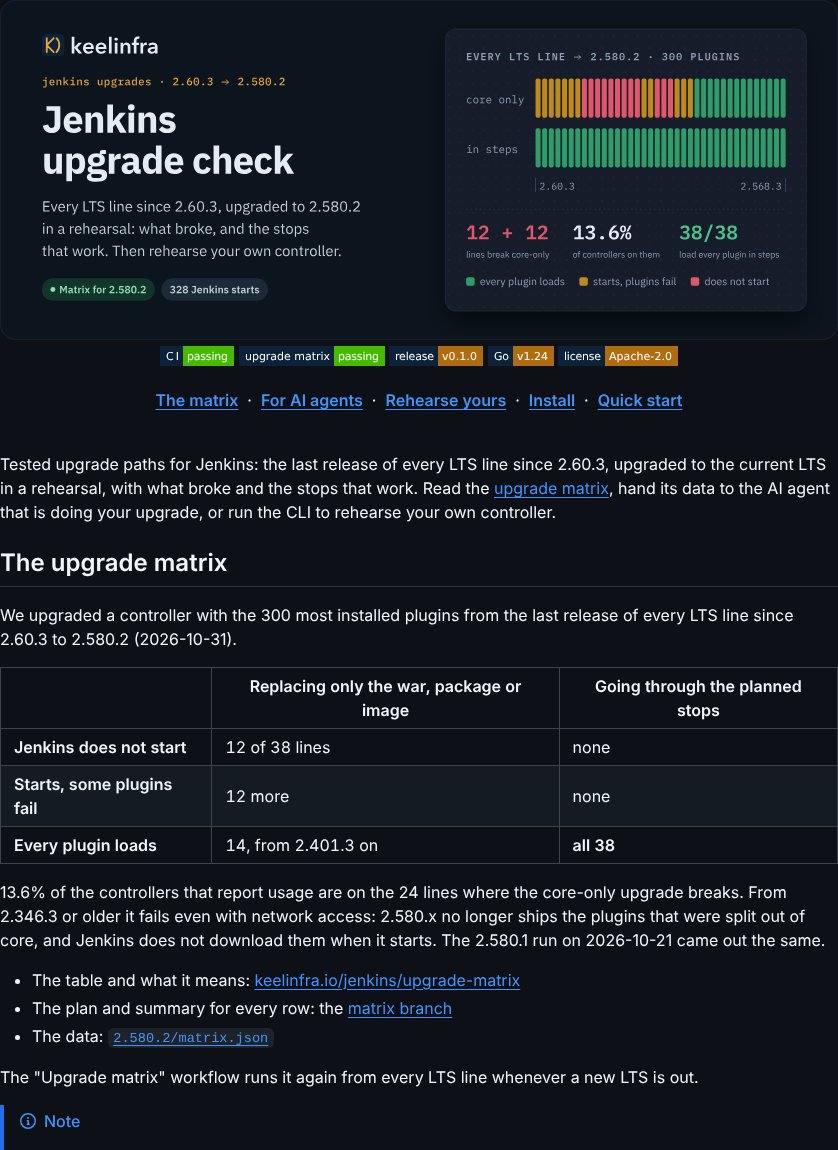 keelinfra
jenkins upgrades · 2.60.3 → 2.580.2
Jenkins
upgrade check
Every LTS line since 2.60.3, upgraded to 2.580.2
in a rehearsal: what broke, and the stops
that work. Then rehearse your own controller.
Matrix for 2.580.2
328 Jenkins starts
EVERY LTS LINE → 2.580.2 · 300 PLUGINS
core only
in steps
2.60.3
2.568.3
12 + 12
13.6%
38/38
lines break core-only
of controllers on them
load every plugin in steps
every plugin loads
starts, plugins fail
does not start
CI passing
upgrade matrix passing
release v0.1.0
Go v1.24
license Apache-2.0
The matrix · For AI agents · Rehearse yours · Install · Quick start
Tested upgrade paths for Jenkins: the last release of every LTS line since 2.60.3, upgraded to the current LTS
in a rehearsal, with what broke and the stops that work. Read the upgrade matrix, hand its data to the AI agent
that is doing your upgrade, or run the CLI to rehearse your own controller.
The upgrade matrix
We upgraded a controller with the 300 most installed plugins from the last release of every LTS line since
2.60.3 to 2.580.2 (2026-10-31).
Replacing only the war, package or
image
Going through the planned
stops
Jenkins does not start
12 of 38 lines
none
Starts, some plugins
fail
12 more
none
Every plugin loads
14, from 2.401.3 on
all 38
13.6% of the controllers that report usage are on the 24 lines where the core-only upgrade breaks. From
2.346.3 or older it fails even with network access: 2.580.x no longer ships the plugins that were split out of
core, and Jenkins does not download them when it starts. The 2.580.1 run on 2026-10-21 came out the same.
• The table and what it means: keelinfra.io/jenkins/upgrade-matrix
• The plan and summary for every row: the matrix branch
• The data: 2.580.2/matrix.json
The "Upgrade matrix" workflow runs it again from every LTS line whenever a new LTS is out.
Note